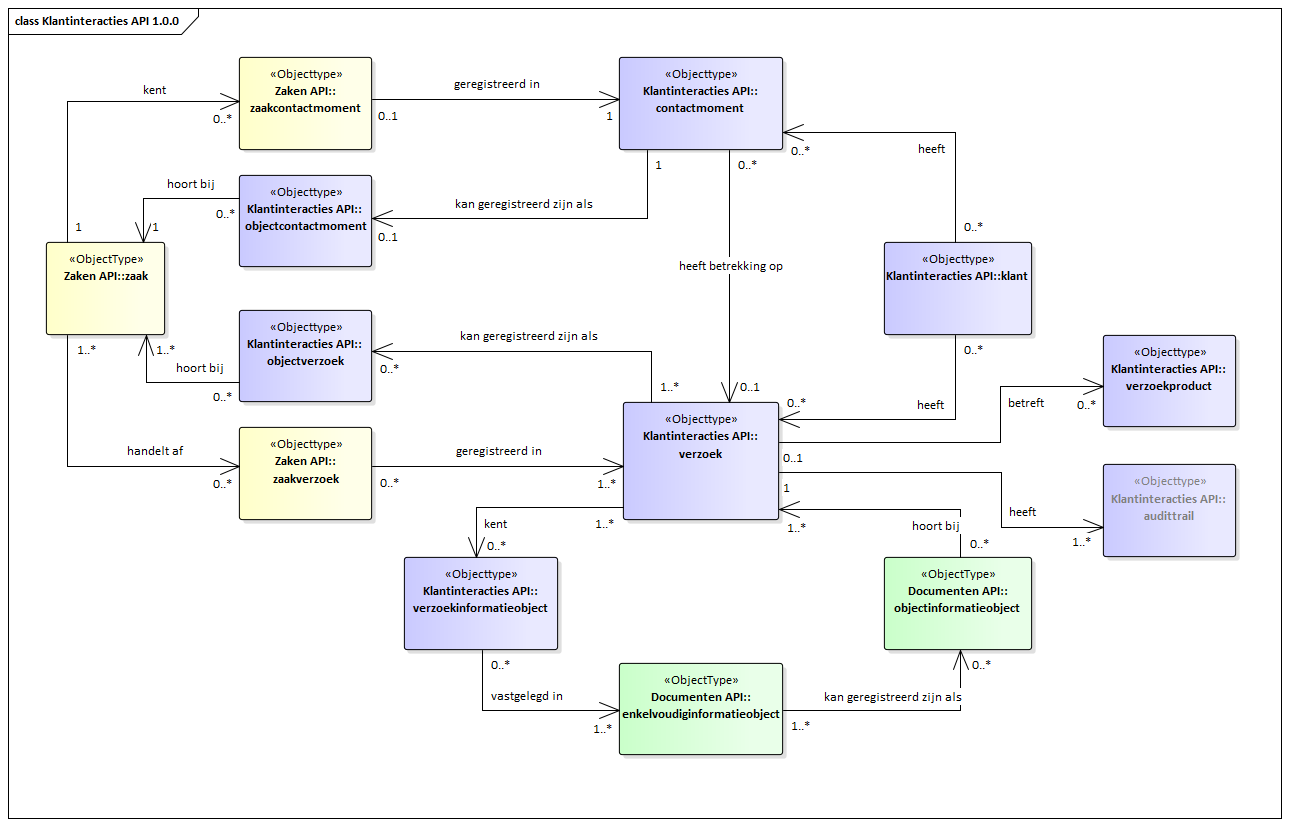 class Klantinteracties API 1.0.0
«Objecttype»
Zaken API::
zaakcontactmoment
«Objecttype»
Klantinteracties API::
contactmoment
kent
0..*
geregistreerd in
0..1
1
0..*
heeft
1
0..*
hoort bij
0..*
1
1
«Objecttype»
Klantinteracties API::
objectcontactmoment
kan geregistreerd zijn als
0..1
0..*
«ObjectType»
Zaken API::zaak
heeft betrekking op
«Objecttype»
Klantinteracties API::klant
1..*
1..*
hoort bij
0..*
«Objecttype»
Klantinteracties API::
objectverzoek
kan geregistreerd zijn als
0..*
1..*
0..1
0..*
0..*
heeft
«Objecttype»
Klantinteracties API::
verzoekproduct
betreft
0..*
handelt af
0..*
«Objecttype»
Zaken API::
zaakverzoek
geregistreerd in
0..*
1..*
«Objecttype»
Klantinteracties API::
verzoek
0..1
1
heeft
1..*
«Objecttype»
Klantinteracties API::
audittrail
1..*
kent
0..*
1..*
hoort bij
0..*
«Objecttype»
Klantinteracties API::
verzoekinformatieobject
«ObjectType»
Documenten API::
objectinformatieobject
0..*
vastgelegd in
1..*
«ObjectType»
Documenten API::
enkelvoudiginformatieobject
kan geregistreerd zijn als
1..*
0..*